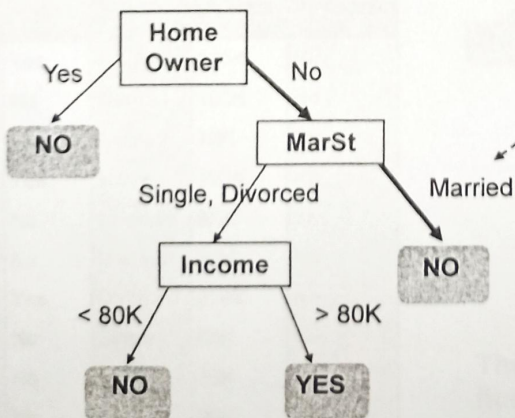 Home
Owner
Yes
No
NO
MarSt
Single, Divorced
Married
Income
NO
< 80K
> 80K
NO
YES